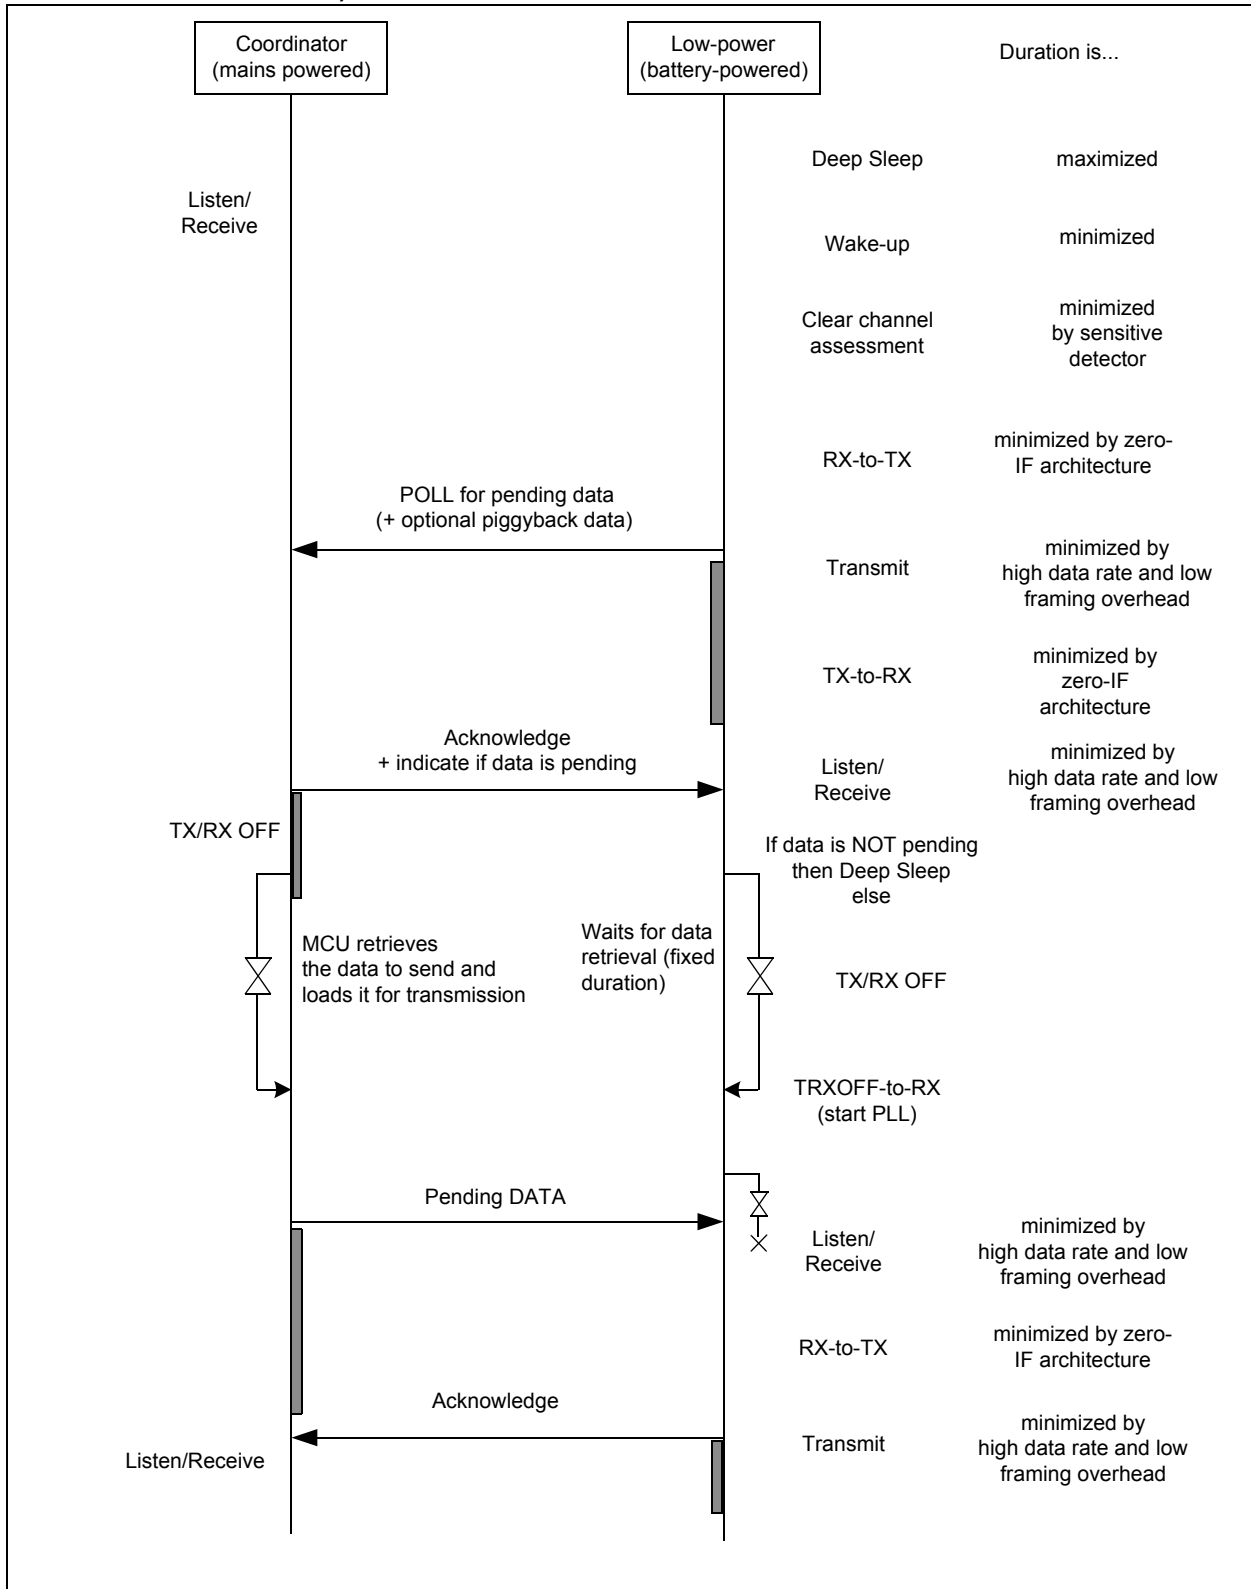 Coordinator
(mains powered)
Low-power
(battery-powered)
Duration is...
Deep Sleep
maximized
Listen/
Receive
Wake-up
minimized
Clear channel
assessment
minimized
by sensitive
detector
RX-to-TX
minimized by zero-
IF architecture
POLL for pending data
(+ optional piggyback data)
Transmit
minimized by
high data rate and low
framing overhead
TX-to-RX
minimized by
zero-IF
architecture
Acknowledge
+ indicate if data is pending
Listen/
Receive
minimized by
high data rate and low
framing overhead
TX/RX OFF
If data is NOT pending
then Deep Sleep
else
MCU retrieves
the data to send and
loads it for transmission
Waits for data
retrieval (fixed
duration)
TX/RX OFF
TRXOFF-to-RX
(start PLL)
Pending DATA
Listen/
Receive
minimized by
high data rate and low
framing overhead
RX-to-TX
minimized by zero-
IF architecture
Acknowledge
Listen/Receive
Transmit
minimized by
high data rate and low
framing overhead